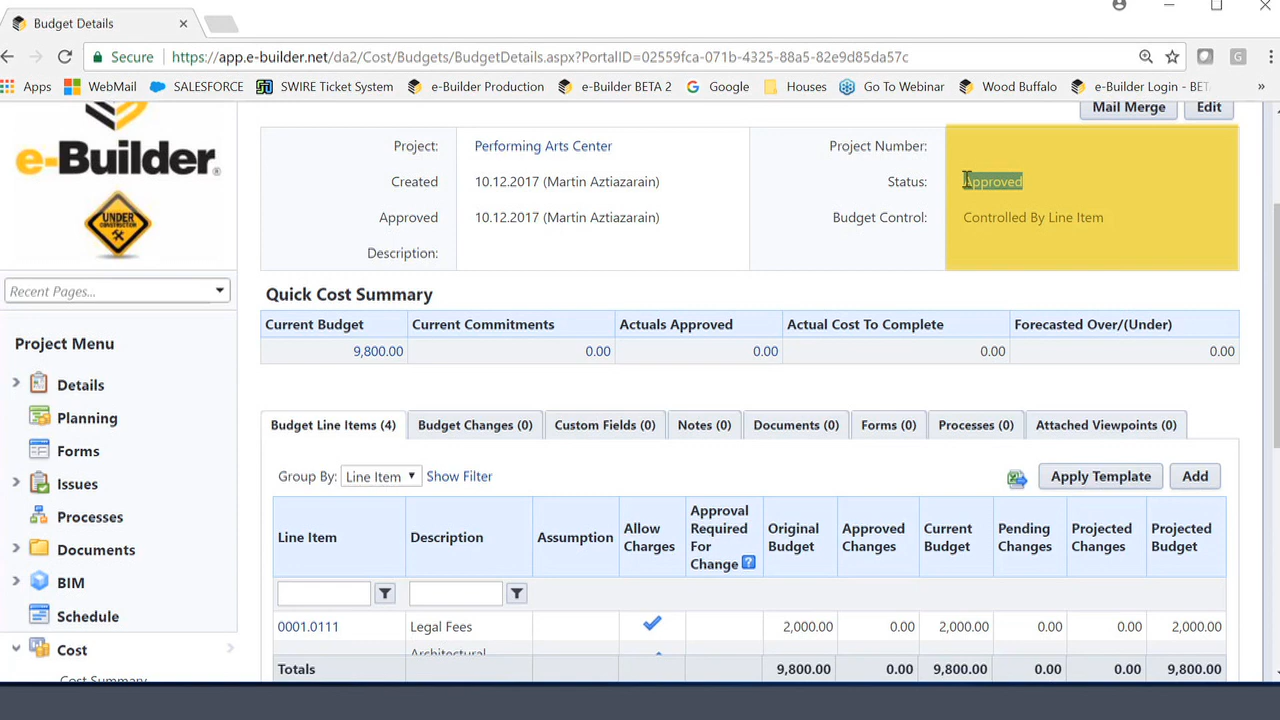 Budget Details
Secure https://app.e-builder.net/da2/Cost/Budgets/BudgetDetails.aspx?PortalID=02559fca-071b-4325-88a5-82e9d85da57c
G
Apps WebMail SALESFORCE SWIRE Ticket System e-Builder Production e-Builder BETA 2 Google Houses Go To Webinar Wood Buffalo e-Builder Login - BET
Mail Merge Edit
e-Builder
UNDER CONSTRUCTION
Project: Performing Arts Center Project Number:
Created 10.12.2017 (Martin Aztiazarain) Status: Approved
Approved 10.12.2017 (Martin Aztiazarain) Budget Control: Controlled By Line Item
Description:
Recent Pages...
Quick Cost Summary
Current Budget Current Commitments Actuals Approved Actual Cost To Complete Forecasted Over/(Under)
9,800.00 0.00 0.00 0.00 0.00
Project Menu
Details
Planning
Forms
Issues
Processes
Documents
BIM
Schedule
Cost
Cost Summary
Budget Line Items (4) Budget Changes (0) Custom Fields (0) Notes (0) Documents (0) Forms (0) Processes (0) Attached Viewpoints (0)
Group By: Line Item Show Filter Apply Template Add
Line Item Description Assumption Allow Charges Approval Required For Change ? Original Budget Approved Changes Current Budget Pending Changes Projected Changes Projected Budget
0001.0111 Legal Fees 2,000.00 0.00 2,000.00 0.00 0.00 2,000.00
Architectural
Totals 9,800.00 0.00 9,800.00 0.00 0.00 9,800.00